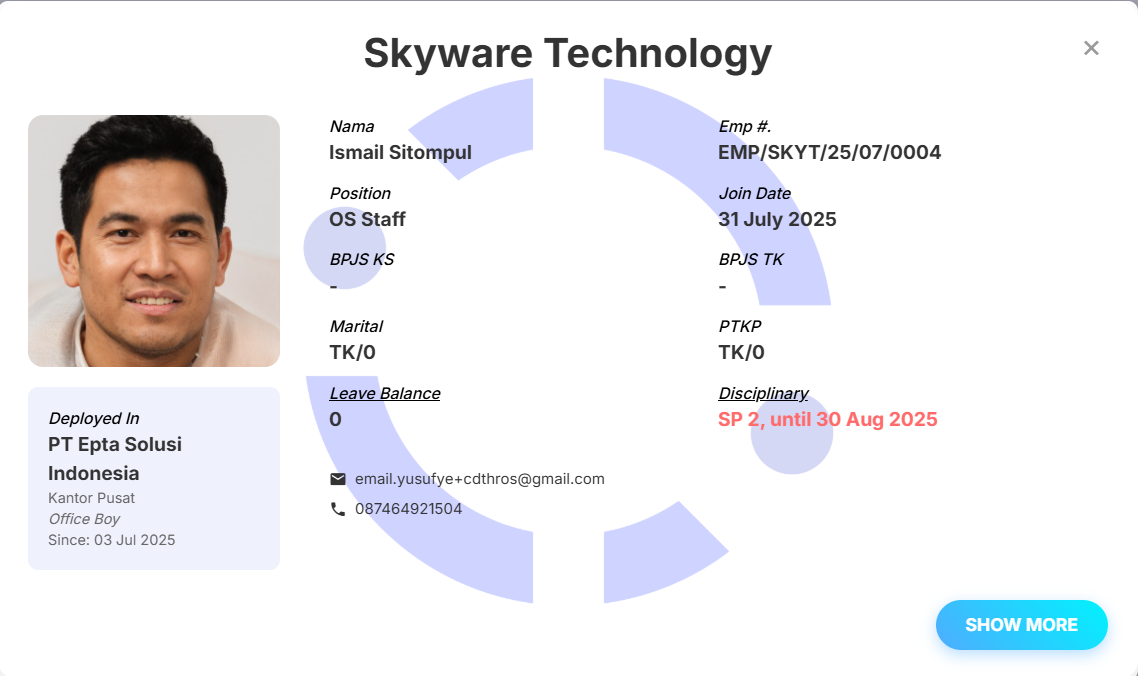 Skyware Technology
Nama
Ismail Sitompul
Emp #.
EMP/SKYT/25/07/0004
Position
OS Staff
Join Date
31 July 2025
BPJS KS
-
BPJS TK
-
Marital
TK/0
PTKP
TK/0
Leave Balance
0
Disciplinary
SP 2, until 30 Aug 2025
email.yusufye+cdthros@gmail.com
087464921504
Deployed In
PT Epta Solusi
Indonesia
Kantor Pusat
Office Boy
Since: 03 Jul 2025
SHOW MORE